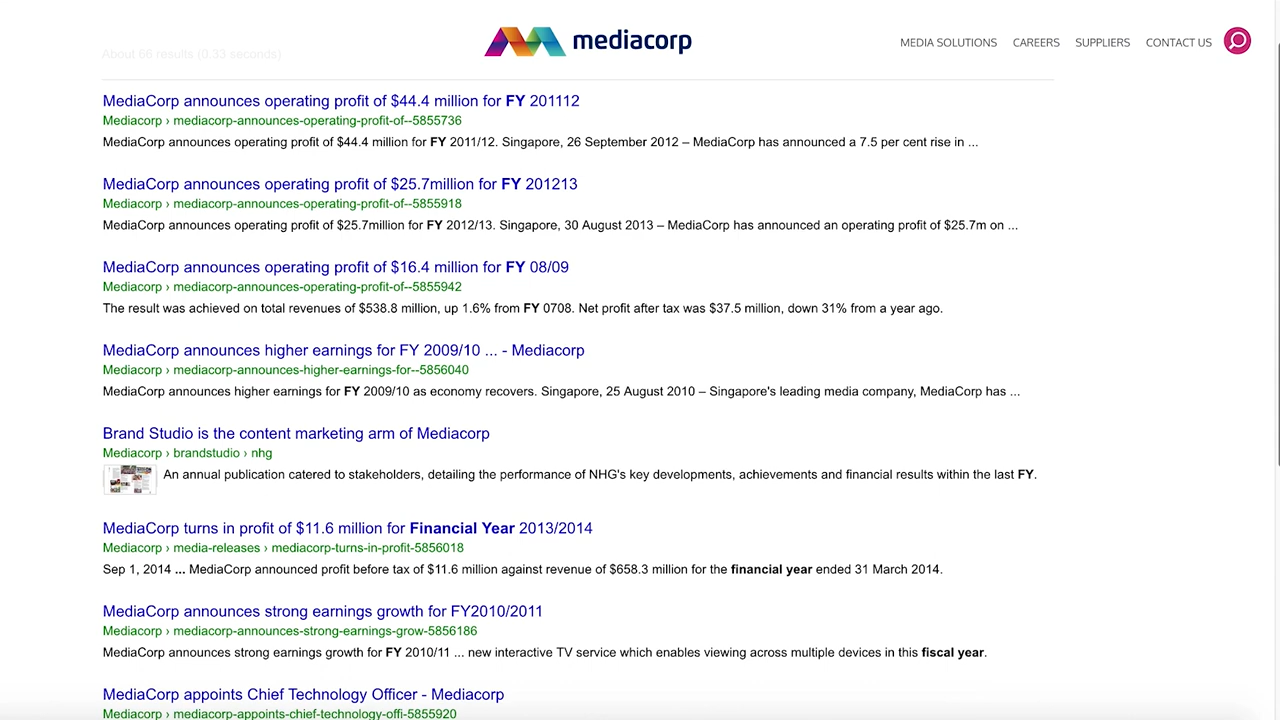 mediacorp
MEDIA SOLUTIONS CAREERS SUPPLIERS CONTACT US
About 66 results (0.33 seconds)
MediaCorp announces operating profit of $44.4 million for FY 201112
Mediacorp › mediacorp-announces-operating-profit-of--5855736
MediaCorp announces operating profit of $44.4 million for FY 2011/12. Singapore, 26 September 2012 – MediaCorp has announced a 7.5 per cent rise in ...
MediaCorp announces operating profit of $25.7million for FY 201213
Mediacorp › mediacorp-announces-operating-profit-of--5855918
MediaCorp announces operating profit of $25.7million for FY 2012/13. Singapore, 30 August 2013 – MediaCorp has announced an operating profit of $25.7m on ...
MediaCorp announces operating profit of $16.4 million for FY 08/09
Mediacorp › mediacorp-announces-operating-profit-of--5855942
The result was achieved on total revenues of $538.8 million, up 1.6% from FY 0708. Net profit after tax was $37.5 million, down 31% from a year ago.
MediaCorp announces higher earnings for FY 2009/10 ... - Mediacorp
Mediacorp › mediacorp-announces-higher-earnings-for--5856040
MediaCorp announces higher earnings for FY 2009/10 as economy recovers. Singapore, 25 August 2010 – Singapore's leading media company, MediaCorp has ...
Brand Studio is the content marketing arm of Mediacorp
Mediacorp › brandstudio › nhg
An annual publication catered to stakeholders, detailing the performance of NHG's key developments, achievements and financial results within the last FY.
MediaCorp turns in profit of $11.6 million for Financial Year 2013/2014
Mediacorp › media-releases › mediacorp-turns-in-profit-5856018
Sep 1, 2014 ... MediaCorp announced profit before tax of $11.6 million against revenue of $658.3 million for the financial year ended 31 March 2014.
MediaCorp announces strong earnings growth for FY2010/2011
Mediacorp › mediacorp-announces-strong-earnings-grow-5856186
MediaCorp announces strong earnings growth for FY 2010/11 ... new interactive TV service which enables viewing across multiple devices in this fiscal year.
MediaCorp appoints Chief Technology Officer - Mediacorp
Mediacorp › mediacorp-appoints-chief-technology-offi-5855920